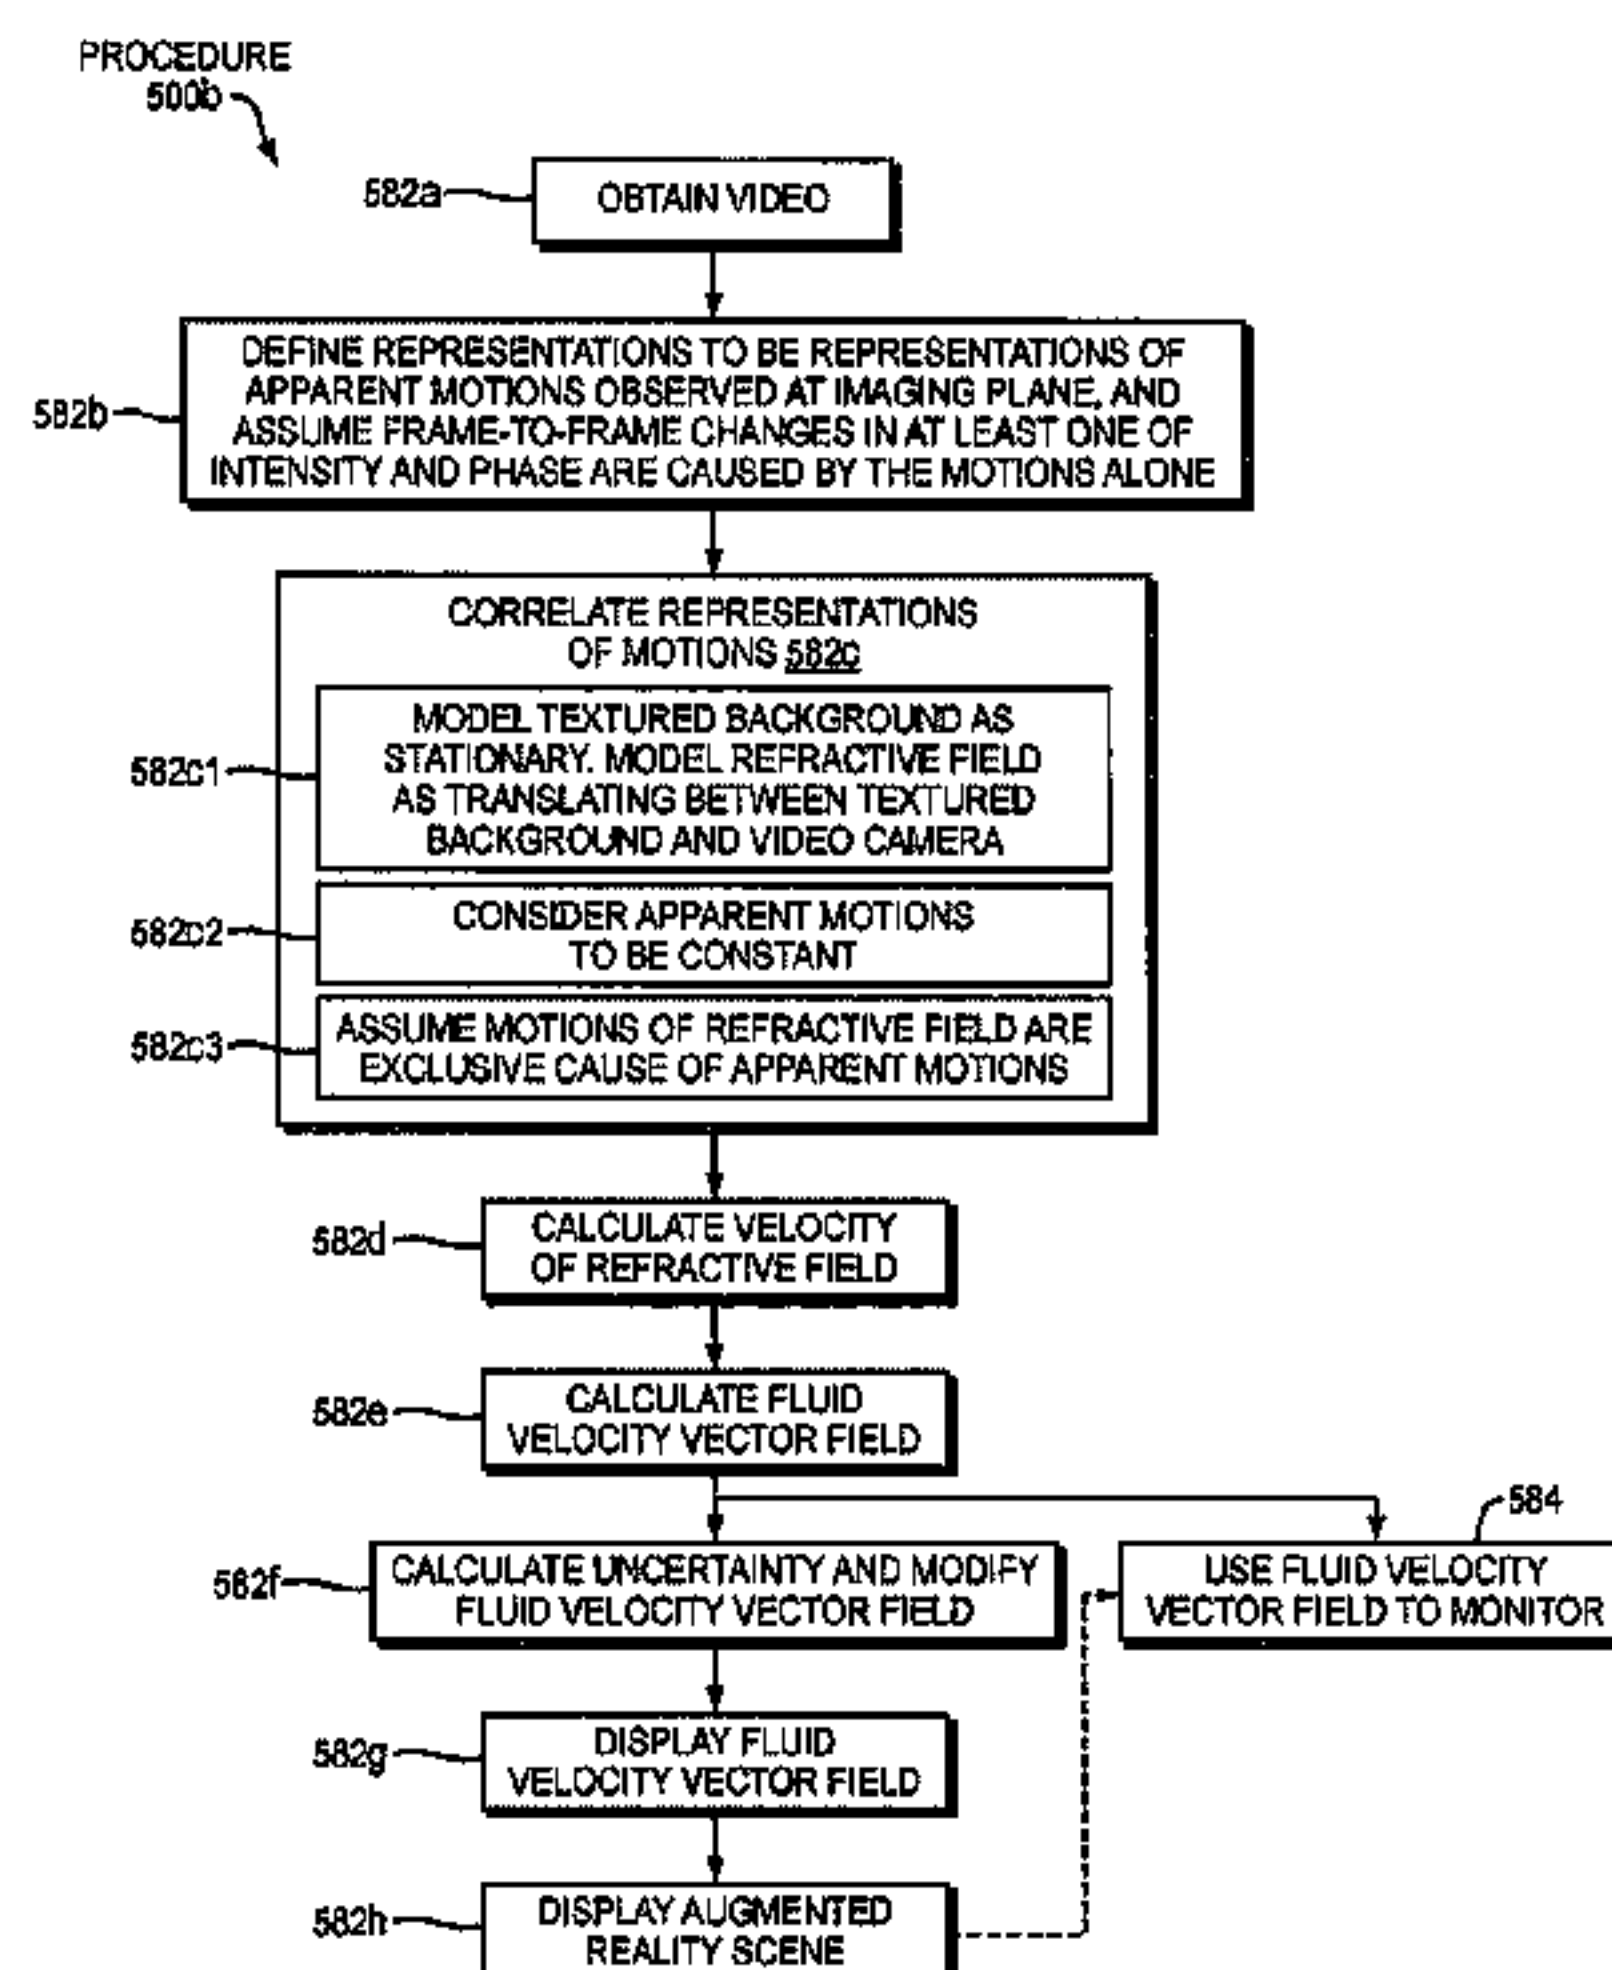 PROCEDURE
500b
582a
OBTAIN VIDEO
582b
DEFINE REPRESENTATIONS TO BE REPRESENTATIONS OF
APPARENT MOTIONS OBSERVED AT IMAGING PLANE, AND
ASSUME FRAME-TO-FRAME CHANGES IN AT LEAST ONE OF
INTENSITY AND PHASE ARE CAUSED BY THE MOTIONS ALONE
CORRELATE REPRESENTATIONS
OF MOTIONS 582c
582c1
MODEL TEXTURED BACKGROUND AS
STATIONARY. MODEL REFRACTIVE FIELD
AS TRANSLATING BETWEEN TEXTURED
BACKGROUND AND VIDEO CAMERA
582c2
CONSIDER APPARENT MOTIONS
TO BE CONSTANT
582c3
ASSUME MOTIONS OF REFRACTIVE FIELD ARE
EXCLUSIVE CAUSE OF APPARENT MOTIONS
582d
CALCULATE VELOCITY
OF REFRACTIVE FIELD
582e
CALCULATE FLUID
VELOCITY VECTOR FIELD
582f
CALCULATE UNCERTAINTY AND MODIFY
FLUID VELOCITY VECTOR FIELD
584
USE FLUID VELOCITY
VECTOR FIELD TO MONITOR
582g
DISPLAY FLUID
VELOCITY VECTOR FIELD
582h
DISPLAY AUGMENTED
REALITY SCENE